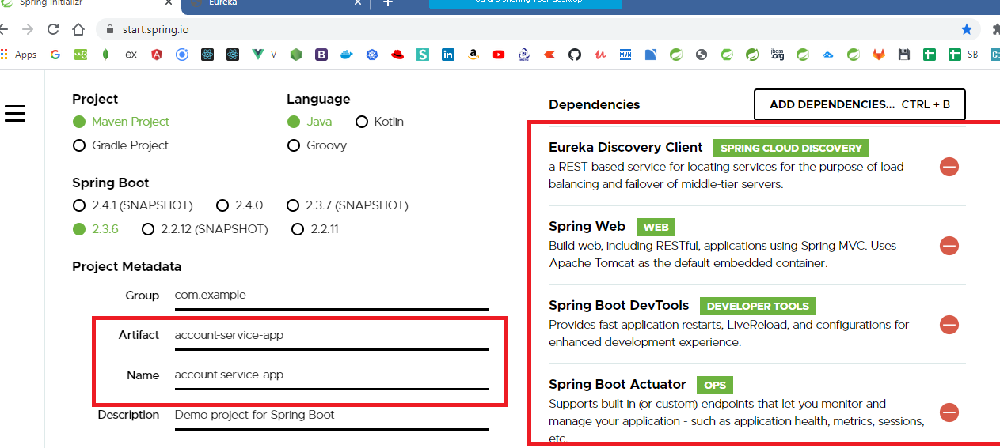 Spring Initializr
Eureka
You are sharing your desktop
start.spring.io
Apps
EX
V
MVN
jboss.org
SB
Project
Language
Dependencies
ADD DEPENDENCIES... CTRL + B
Maven Project
Java
Kotlin
Gradle Project
Groovy
Spring Boot
2.4.1 (SNAPSHOT)
2.4.0
2.3.7 (SNAPSHOT)
2.3.6
2.2.12 (SNAPSHOT)
2.2.11
Project Metadata
Group com.example
Artifact account-service-app
Name account-service-app
Description Demo project for Spring Boot
Eureka Discovery Client SPRING CLOUD DISCOVERY
a REST based service for locating services for the purpose of load
balancing and failover of middle-tier servers.
Spring Web WEB
Build web, including RESTful, applications using Spring MVC. Uses
Apache Tomcat as the default embedded container.
Spring Boot DevTools DEVELOPER TOOLS
Provides fast application restarts, LiveReload, and configurations for
enhanced development experience.
Spring Boot Actuator OPS
Supports built in (or custom) endpoints that let you monitor and
manage your application - such as application health, metrics, sessions,
etc.